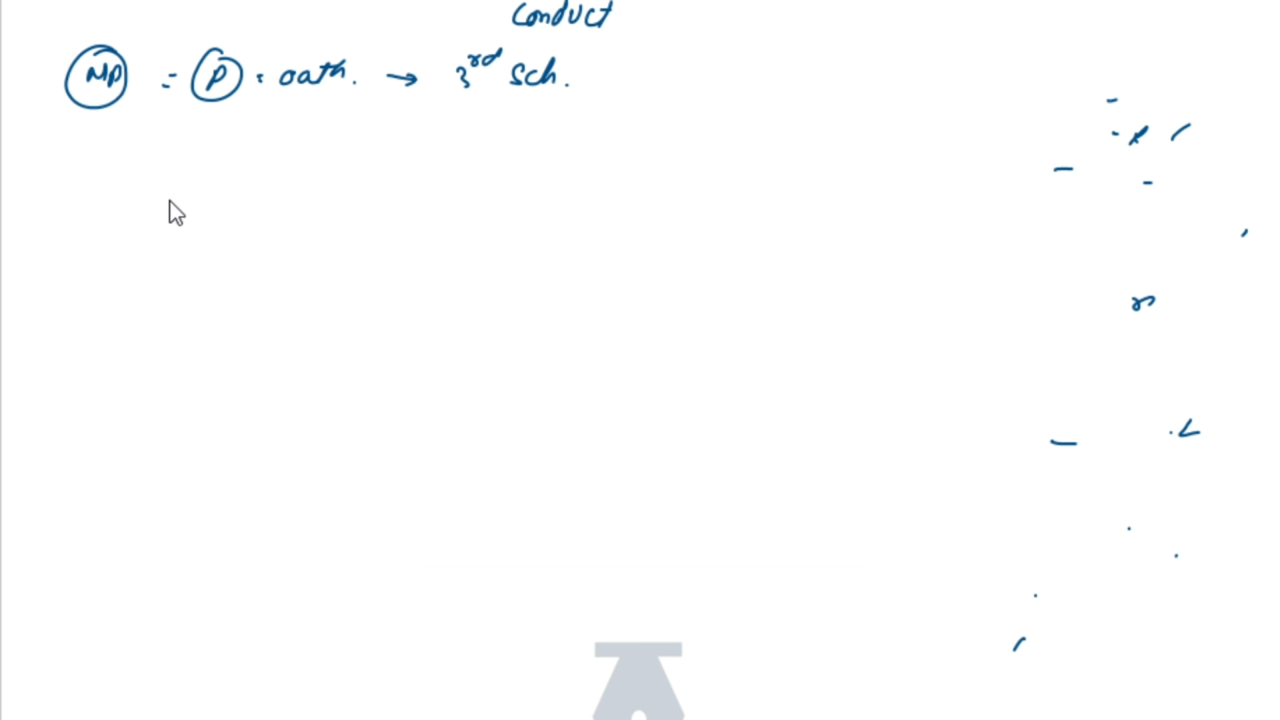 Conduct
MP = P : oath. → 3rd Sch.